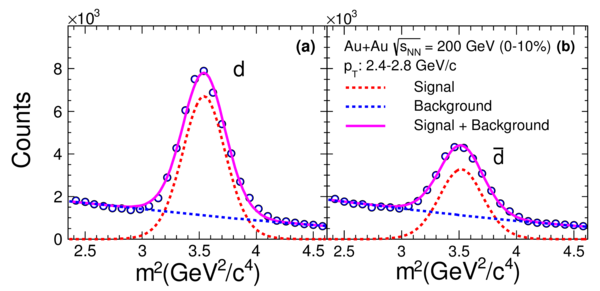 ×10³ ×10³
(a) d
Au+Au √sNN = 200 GeV (0-10%) (b)
pT: 2.4-2.8 GeV/c
Signal
Background
Signal + Background
d̅
Counts
8
6
4
2
0
2.5 3 3.5 4 4.5
2.5 3 3.5 4 4.5
m²(GeV²/c⁴) m²(GeV²/c⁴)